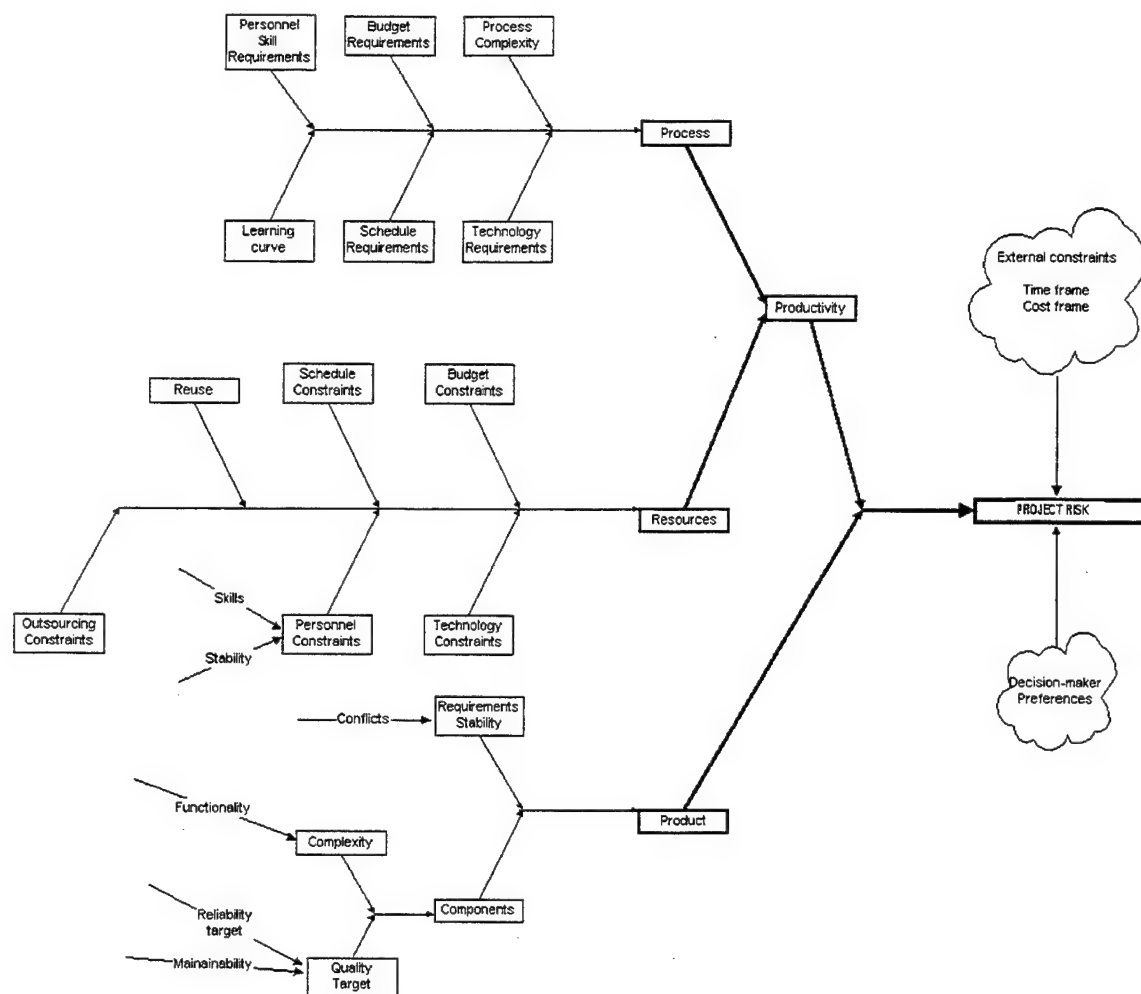 Personnel
Skill
Requirements
Budget
Requirements
Process
Complexity
Process
Learning
curve
Schedule
Requirements
Technology
Requirements
External constraints
Time frame
Cost frame
Productivity
Reuse
Schedule
Constraints
Budget
Constraints
Resources
PROJECT RISK
Skills
Outsourcing
Constraints
Personnel
Constraints
Technology
Constraints
Stability
Decision-maker
Preferences
Conflicts
Requirements
Stability
Functionality
Product
Complexity
Reliability
target
Components
Mainainability
Quality
Target